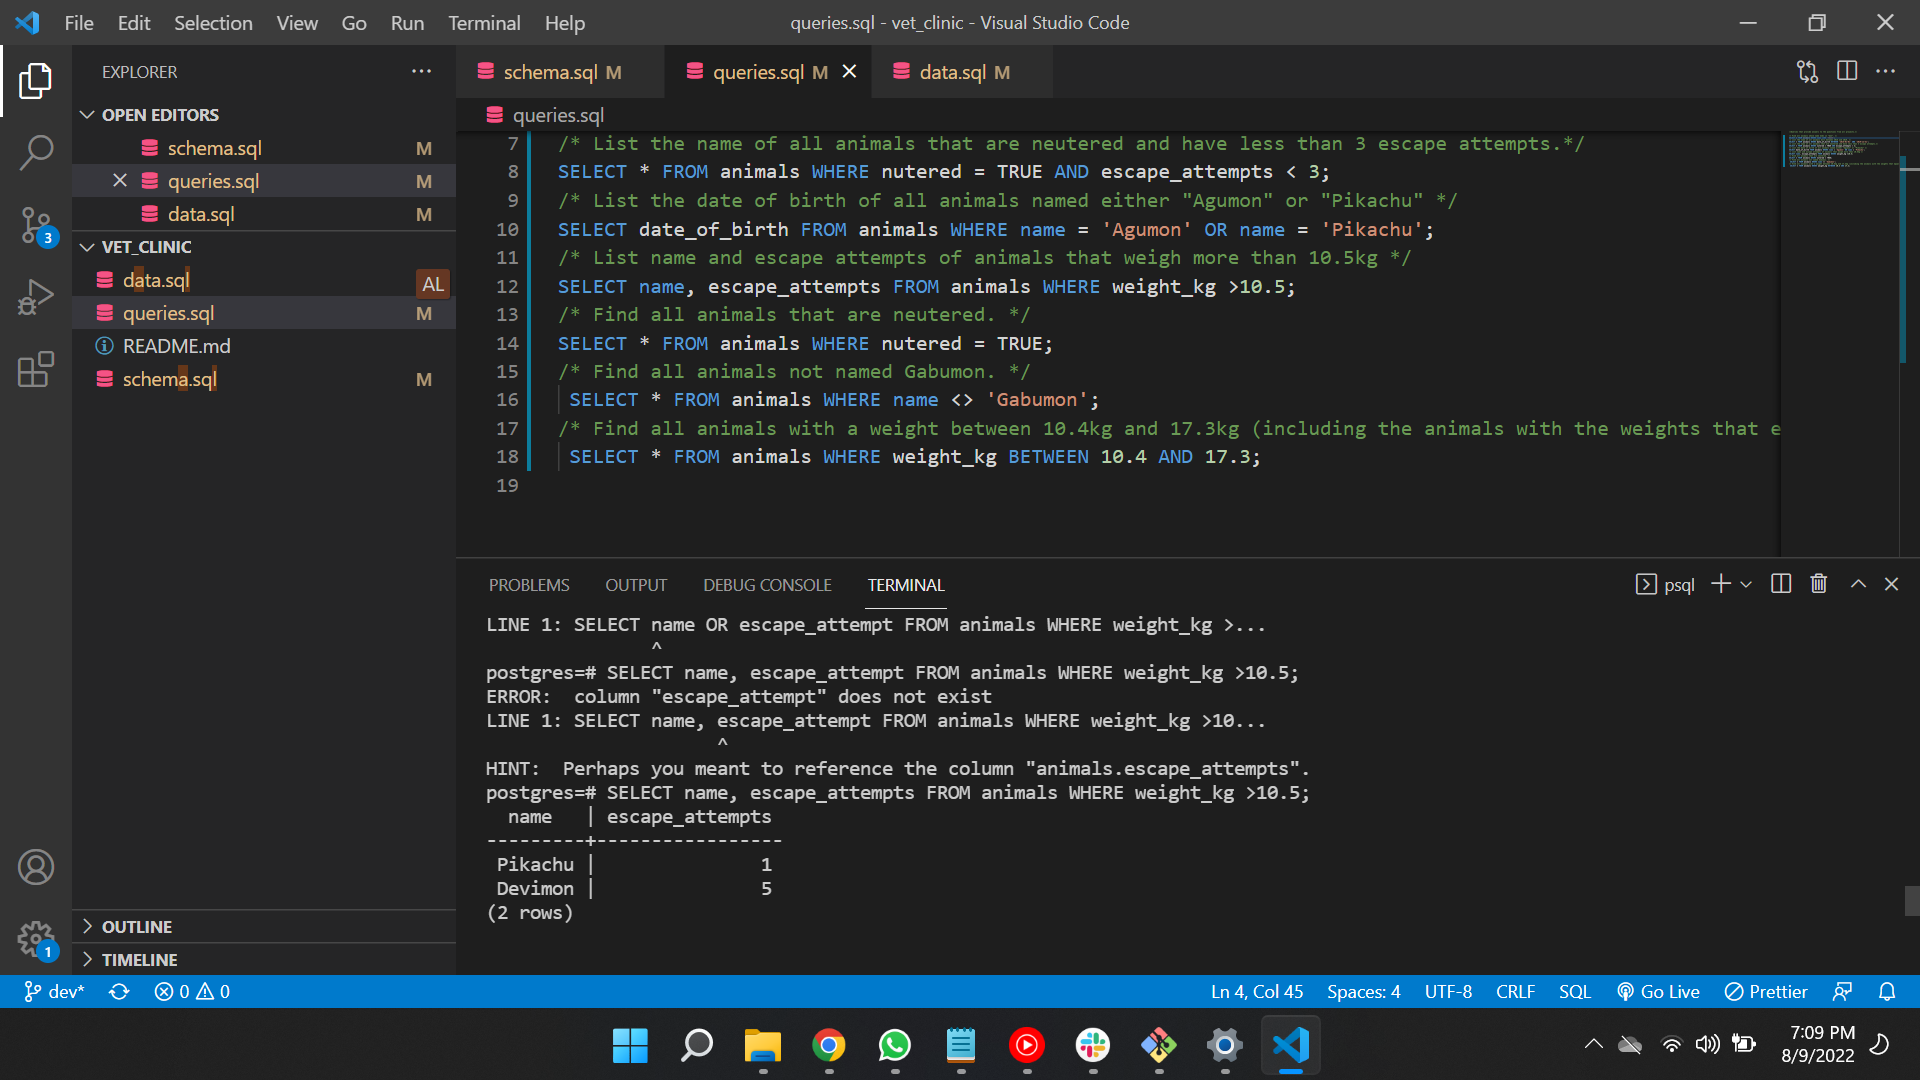 File Edit Selection View Go Run Terminal Help
queries.sql - vet_clinic - Visual Studio Code
EXPLORER
OPEN EDITORS
schema.sql M
queries.sql M
data.sql M
VET_CLINIC
data.sql AL
queries.sql M
README.md
schema.sql M
OUTLINE
TIMELINE
3
1
schema.sql M
queries.sql M
data.sql M
queries.sql
7 /* List the name of all animals that are neutered and have less than 3 escape attempts.*/
8 SELECT * FROM animals WHERE nutered = TRUE AND escape_attempts < 3;
9 /* List the date of birth of all animals named either "Agumon" or "Pikachu" */
10 SELECT date_of_birth FROM animals WHERE name = 'Agumon' OR name = 'Pikachu';
11 /* List name and escape attempts of animals that weigh more than 10.5kg */
12 SELECT name, escape_attempts FROM animals WHERE weight_kg >10.5;
13 /* Find all animals that are neutered. */
14 SELECT * FROM animals WHERE nutered = TRUE;
15 /* Find all animals not named Gabumon. */
16 SELECT * FROM animals WHERE name <> 'Gabumon';
17 /* Find all animals with a weight between 10.4kg and 17.3kg (including the animals with the weights that e
18 SELECT * FROM animals WHERE weight_kg BETWEEN 10.4 AND 17.3;
19
PROBLEMS OUTPUT DEBUG CONSOLE TERMINAL
psql
LINE 1: SELECT name OR escape_attempt FROM animals WHERE weight_kg >...
^
postgres=# SELECT name, escape_attempt FROM animals WHERE weight_kg >10.5;
ERROR:  column "escape_attempt" does not exist
LINE 1: SELECT name, escape_attempt FROM animals WHERE weight_kg >10...
^
HINT:  Perhaps you meant to reference the column "animals.escape_attempts".
postgres=# SELECT name, escape_attempts FROM animals WHERE weight_kg >10.5;
name | escape_attempts
---------+-----------------
Pikachu | 1
Devimon | 5
(2 rows)
dev* 0 0
Ln 4, Col 45 Spaces: 4 UTF-8 CRLF SQL Go Live Prettier
7:09 PM
8/9/2022